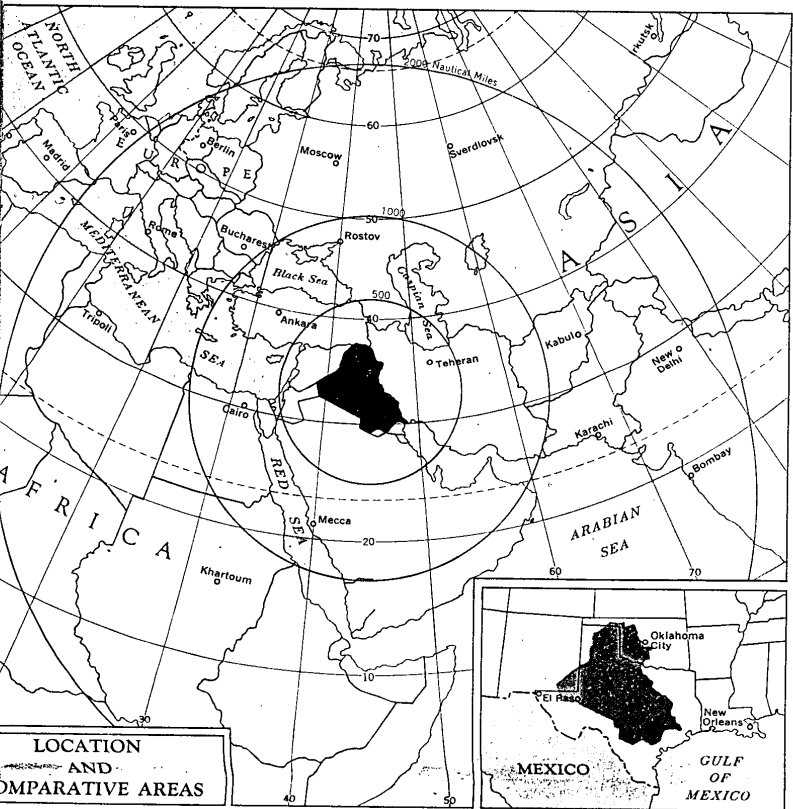 NORTH
ATLANTIC
OCEAN
70
2000 Nautical Miles
60
Paris
Madrid
Berlin
EUROPE
Moscow
Sverdlovsk
ASIA
50
1000
Rome
Bucharest
Rostov
MEDITERRANEAN
SEA
Black Sea
Caspian Sea
500
40
Tripoli
Ankara
Teheran
Kabul
New
Delhi
Cairo
Karachi
Bombay
RED
SEA
Mecca
ARABIAN
SEA
AFRICA
20
Khartoum
60
70
10
30
40
50
LOCATION
AND
OMPARATIVE AREAS
Oklahoma
City
El Paso
New
Orleans
MEXICO
GULF
OF
MEXICO